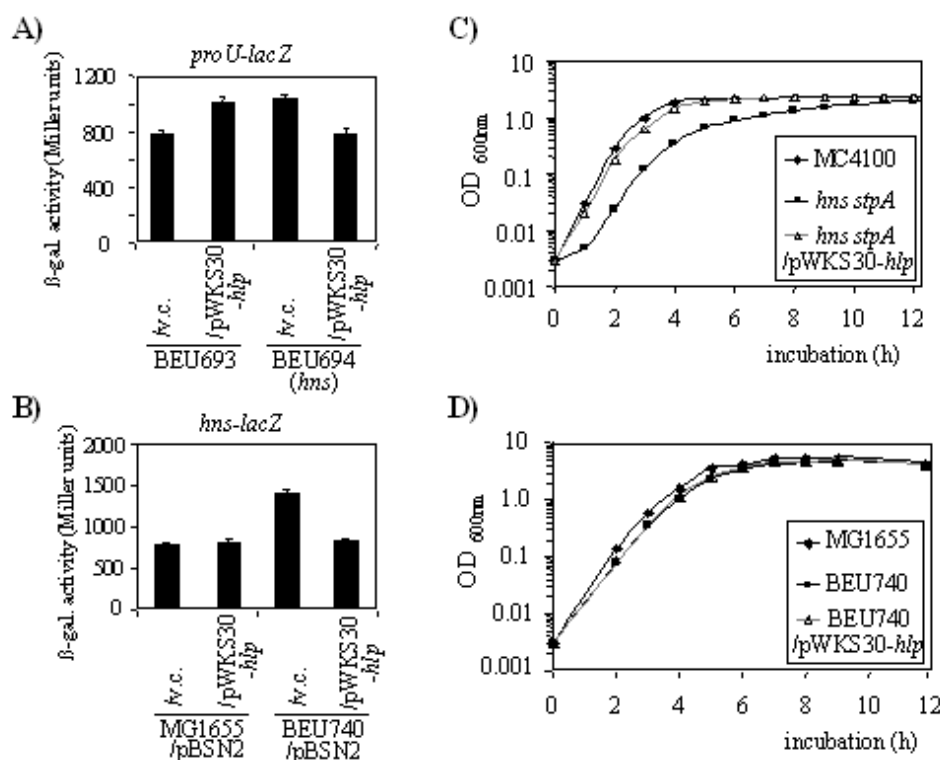 A)
proU-lacZ
ß-gal. activity (Miller units)
1200
800
400
0
/v.c.
/pWKS30
-hlp
/v.c.
/pWKS30
-hlp
BEU693
BEU694
(hns)
B)
hns-lacZ
ß-gal. activity (Miller units)
2000
1500
1000
500
0
/v.c.
/pWKS30
-hlp
/v.c.
/pWKS30
-hlp
MG1655
/pBSN2
BEU740
/pBSN2
C)
OD 600nm
10
1.0
0.1
0.01
0.001
MC4100
hns stpA
hns stpA
/pWKS30-hlp
0 2 4 6 8 10 12
incubation (h)
D)
OD 600nm
10
1.0
0.1
0.01
0.001
MG1655
BEU740
BEU740
/pWKS30-hlp
0 2 4 6 8 10 12
incubation (h)